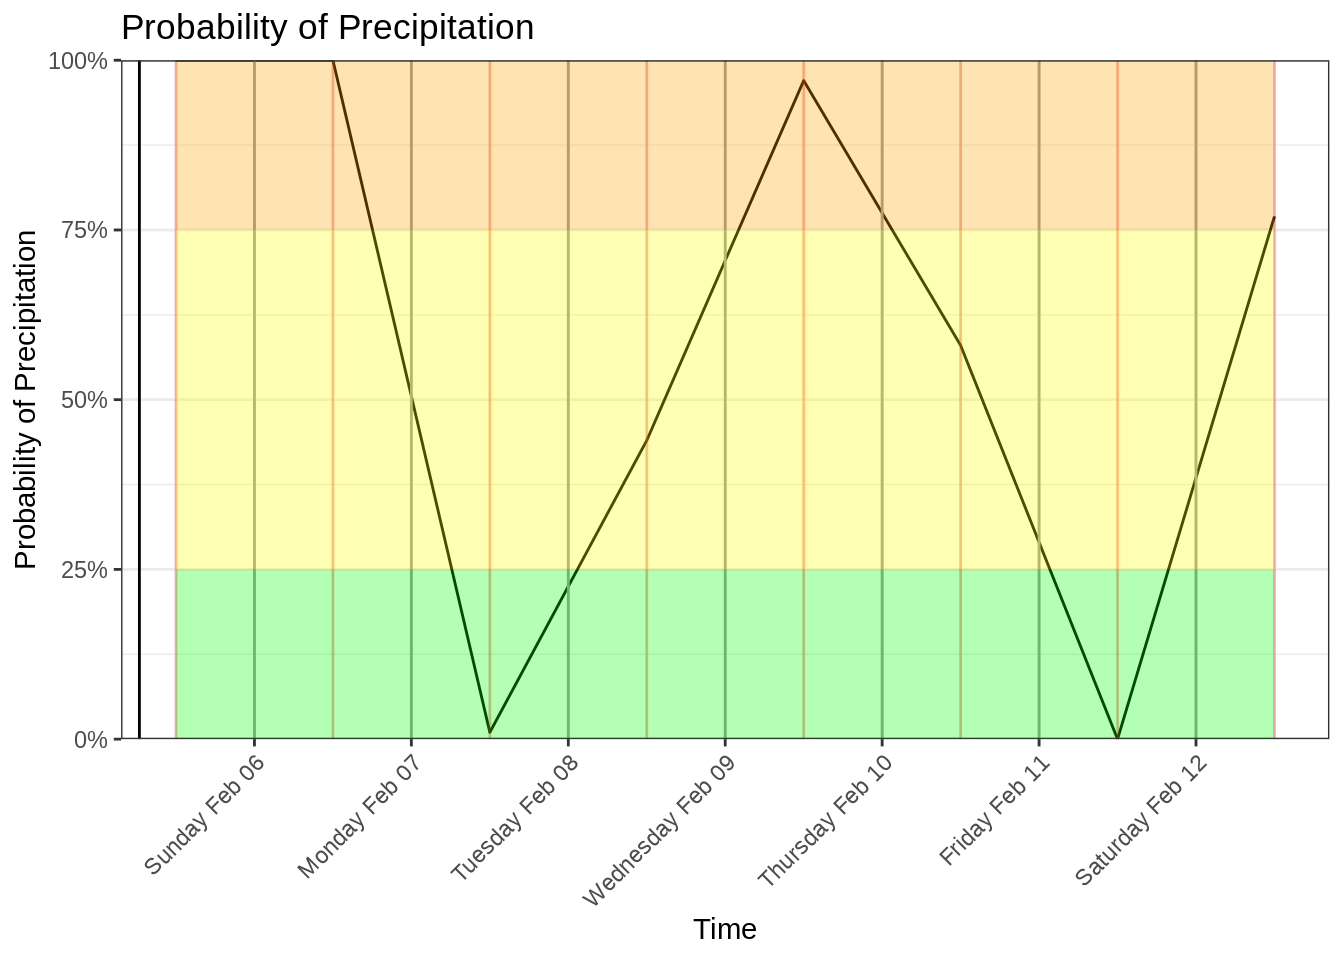 Probability of Precipitation
Probability of Precipitation
100%
75%
50%
25%
0%
Sunday Feb 06
Monday Feb 07
Tuesday Feb 08
Wednesday Feb 09
Thursday Feb 10
Friday Feb 11
Saturday Feb 12
Time